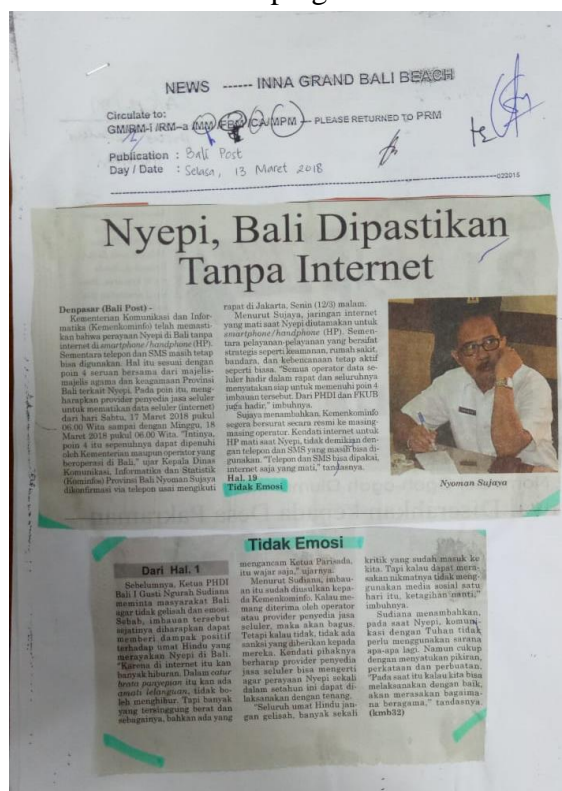 NEWS ------ INNA GRAND BALI BEACH
Circulate to:
GM/RM-I /RM-a /MM /FBM /CA/MPM — PLEASE RETURNED TO PRM
Publication : Bali Post
Day / Date : Selasa, 13 Maret 2018
022015
Nyepi, Bali Dipastikan
Tanpa Internet
Denpasar (Bali Post) -
Kementerian Komunikasi dan Infor-
matika (Kemenkominfo) telah memasti-
kan bahwa perayaan Nyepi di Bali tanpa
internet di smartphone/handphone (HP).
Sementara telepon dan SMS masih tetap
bisa digunakan. Hal itu sesuai dengan
poin 4 seruan bersama dari majelis-
majelis agama dan keagamaan Provinsi
Bali terkait Nyepi. Pada poin itu, meng-
harapkan provider penyedia jasa seluler
untuk mematikan data seluler (internet)
dari hari Sabtu, 17 Maret 2018 pukul
06.00 Wita sampai dengan Minggu, 18
Maret 2018 pukul 06.00 Wita. "Intinya,
poin 4 itu sepenuhnya dapat dipenuhi
oleh Kementerian maupun operator yang
beroperasi di Bali," ujar Kepala Dinas
Komunikasi, Informatika dan Statistik
(Kominfos) Provinsi Bali Nyoman Sujaya
dikonfirmasi via telepon usai mengikuti
rapat di Jakarta, Senin (12/3) malam.
Menurut Sujaya, jaringan internet
yang mati saat Nyepi diutamakan untuk
smartphone/handphone (HP). Semen-
tara pelayanan-pelayanan yang bersifat
strategis seperti keamanan, rumah sakit,
bandara, dan kebencanaan tetap aktif
seperti biasa. "Semua operator data se-
luler hadir dalam rapat dan seluruhnya
menyatakan siap untuk memenuhi poin 4
imbauan tersebut. Dari PHDI dan FKUB
juga hadir," imbuhnya.
Sujaya menambahkan, Kemenkominfo
segera bersurat secara resmi ke masing-
masing operator. Kendati internet untuk
HP mati saat Nyepi, tidak demikian den-
gan telepon dan SMS yang masih bisa di-
gunakan. "Telepon dan SMS bisa dipakai,
internet saja yang mati," tandasnya.
Hal. 19
Tidak Emosi
Nyoman Sujaya
Tidak Emosi
Dari Hal. 1
Sebelumnya, Ketua PHDI
Bali I Gusti Ngurah Sudiana
meminta masyarakat Bali
agar tidak gelisah dan emosi.
Sebab, imbauan tersebut
sejatinya diharapkan dapat
memberi dampak positif
terhadap umat Hindu yang
merayakan Nyepi di Bali.
"Karena di internet itu kan
banyak hiburan. Dalam catur
brata panyepian itu kan ada
amati lelanguan, tidak bo-
leh menghibur. Tapi banyak
yang tersinggung berat dan
sebagainya, bahkan ada yang
mengancam Ketua Parisada,
itu wajar saja," ujarnya.
Menurut Sudiana, imbau-
an itu sudah diusulkan kepa-
da Kemenkominfo. Kalau me-
mang diterima oleh operator
atau provider penyedia jasa
seluler, maka akan bagus.
Tetapi kalau tidak, tidak ada
sanksi yang diberikan kepada
mereka. Kendati pihaknya
berharap provider penyedia
jasa seluler bisa mengerti
agar perayaan Nyepi sekali
dalam setahun ini dapat di-
laksanakan dengan tenang.
"Seluruh umat Hindu jan-
gan gelisah, banyak sekali
kritik yang sudah masuk ke
kita. Tapi kalau dapat mera-
sakan nikmatnya tidak meng-
gunakan media sosial satu
hari itu, ketagihan nanti,"
imbuhnya.
Sudiana menambahkan,
pada saat Nyepi, komuni-
kasi dengan Tuhan tidak
perlu menggunakan sarana
apa-apa lagi. Namun cukup
dengan menyatukan pikiran,
perkataan dan perbuatan.
"Pada saat itu kalau kita bisa
melaksanakan dengan baik,
akan merasakan bagaima-
na beragama," tandasnya.
(kmb32)